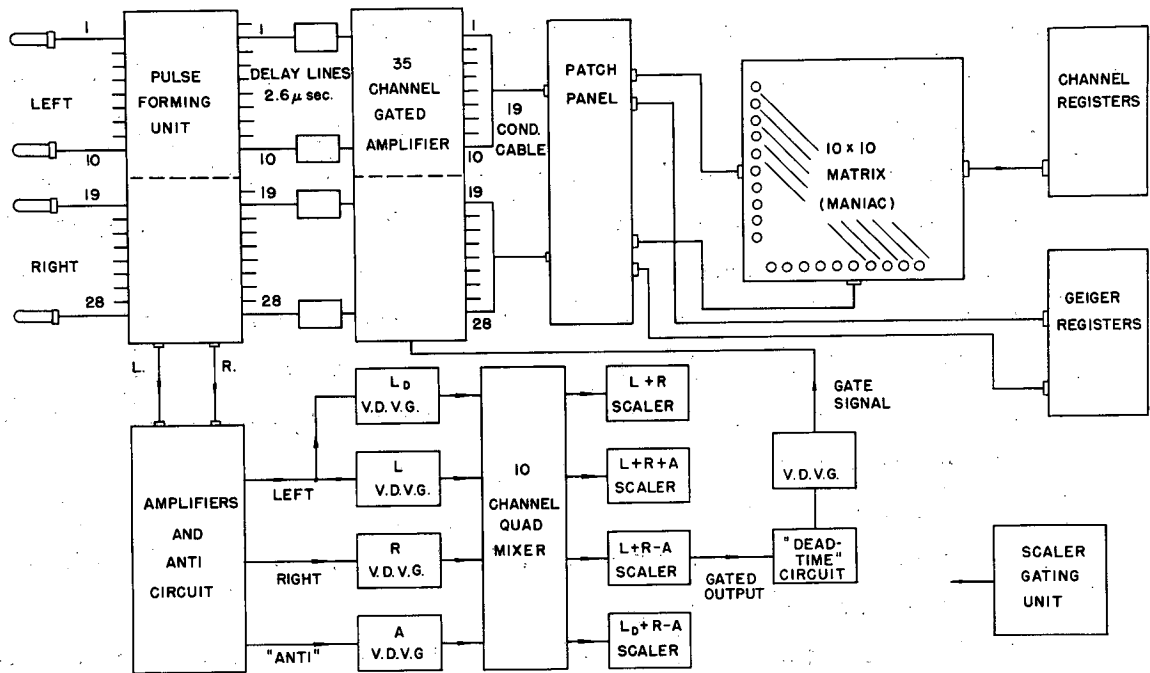 1
LEFT
10
19
RIGHT
28
PULSE
FORMING
UNIT
1
DELAY LINES
2.6 μ sec.
10
19
28
35
CHANNEL
GATED
AMPLIFIER
1
10
19
28
19
COND.
CABLE
PATCH
PANEL
10 x 10
MATRIX
(MANIAC)
CHANNEL
REGISTERS
GEIGER
REGISTERS
L.
R.
AMPLIFIERS
AND
ANTI
CIRCUIT
LEFT
RIGHT
"ANTI"
L_D
V.D.V.G.
L
V.D.V.G.
R
V.D.V.G.
A
V.D.V.G
10
CHANNEL
QUAD
MIXER
L+R
SCALER
L+R+A
SCALER
L+R-A
SCALER
L_D+R-A
SCALER
GATED
OUTPUT
"DEAD-
TIME"
CIRCUIT
V.D.V.G.
GATE
SIGNAL
SCALER
GATING
UNIT